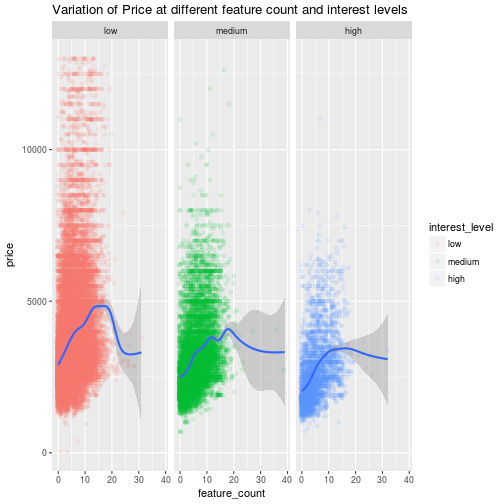 Variation of Price at different feature count and interest levels
low medium high
10000
5000
0
price
0 10 20 30 40 0 10 20 30 40 0 10 20 30 40
feature_count
interest_level
low
medium
high